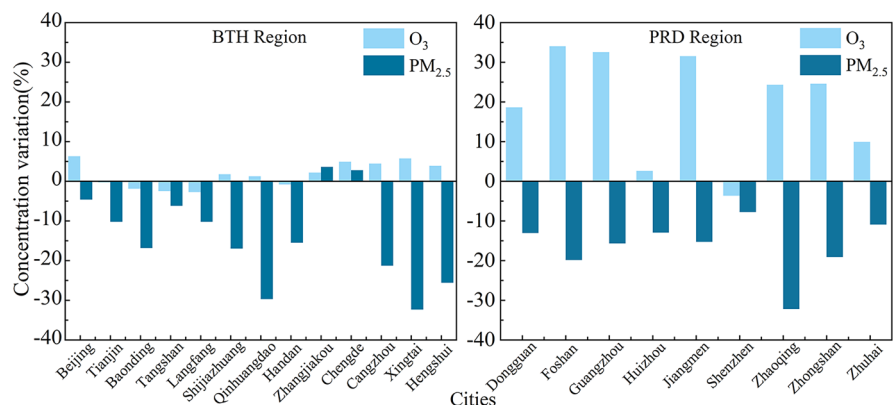 Concentration variation(%)
40
30
20
10
0
-10
-20
-30
-40
BTH Region
O3
PM2.5
Beijing
Tianjin
Baonding
Tangshan
Langfang
Shijiazhuang
Qinhuangdao
Handan
Zhangjiakou
Chengde
Cangzhou
Xingtai
Hengshui
40
30
20
10
0
-10
-20
-30
-40
PRD Region
O3
PM2.5
Dongguan
Foshan
Guangzhou
Huizhou
Jiangmen
Shenzhen
Zhaoqing
Zhongshan
Zhuhai
Cities